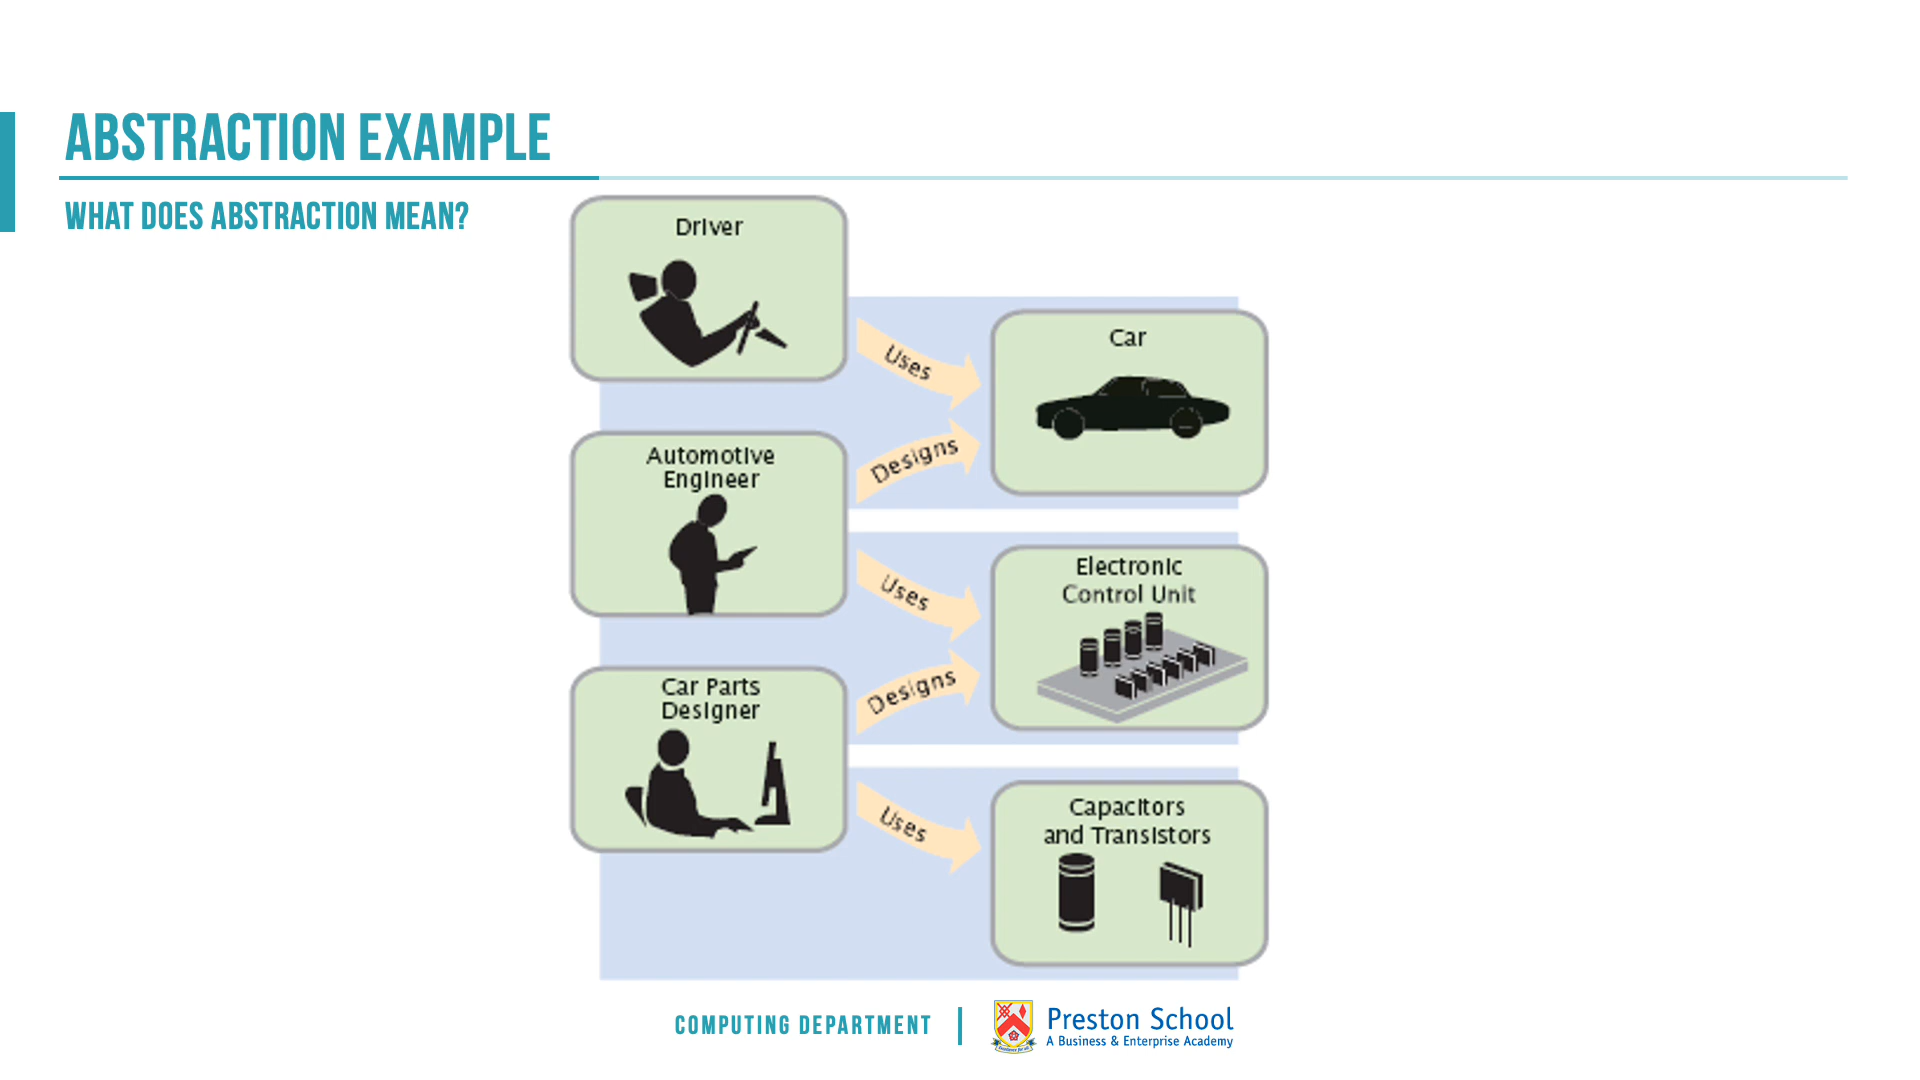 ABSTRACTION EXAMPLE
WHAT DOES ABSTRACTION MEAN?
Driver
Uses
Car
Automotive
Engineer
Designs
Uses
Electronic
Control Unit
Car Parts
Designer
Designs
Uses
Capacitors
and Transistors
COMPUTING DEPARTMENT
Preston School
A Business & Enterprise Academy